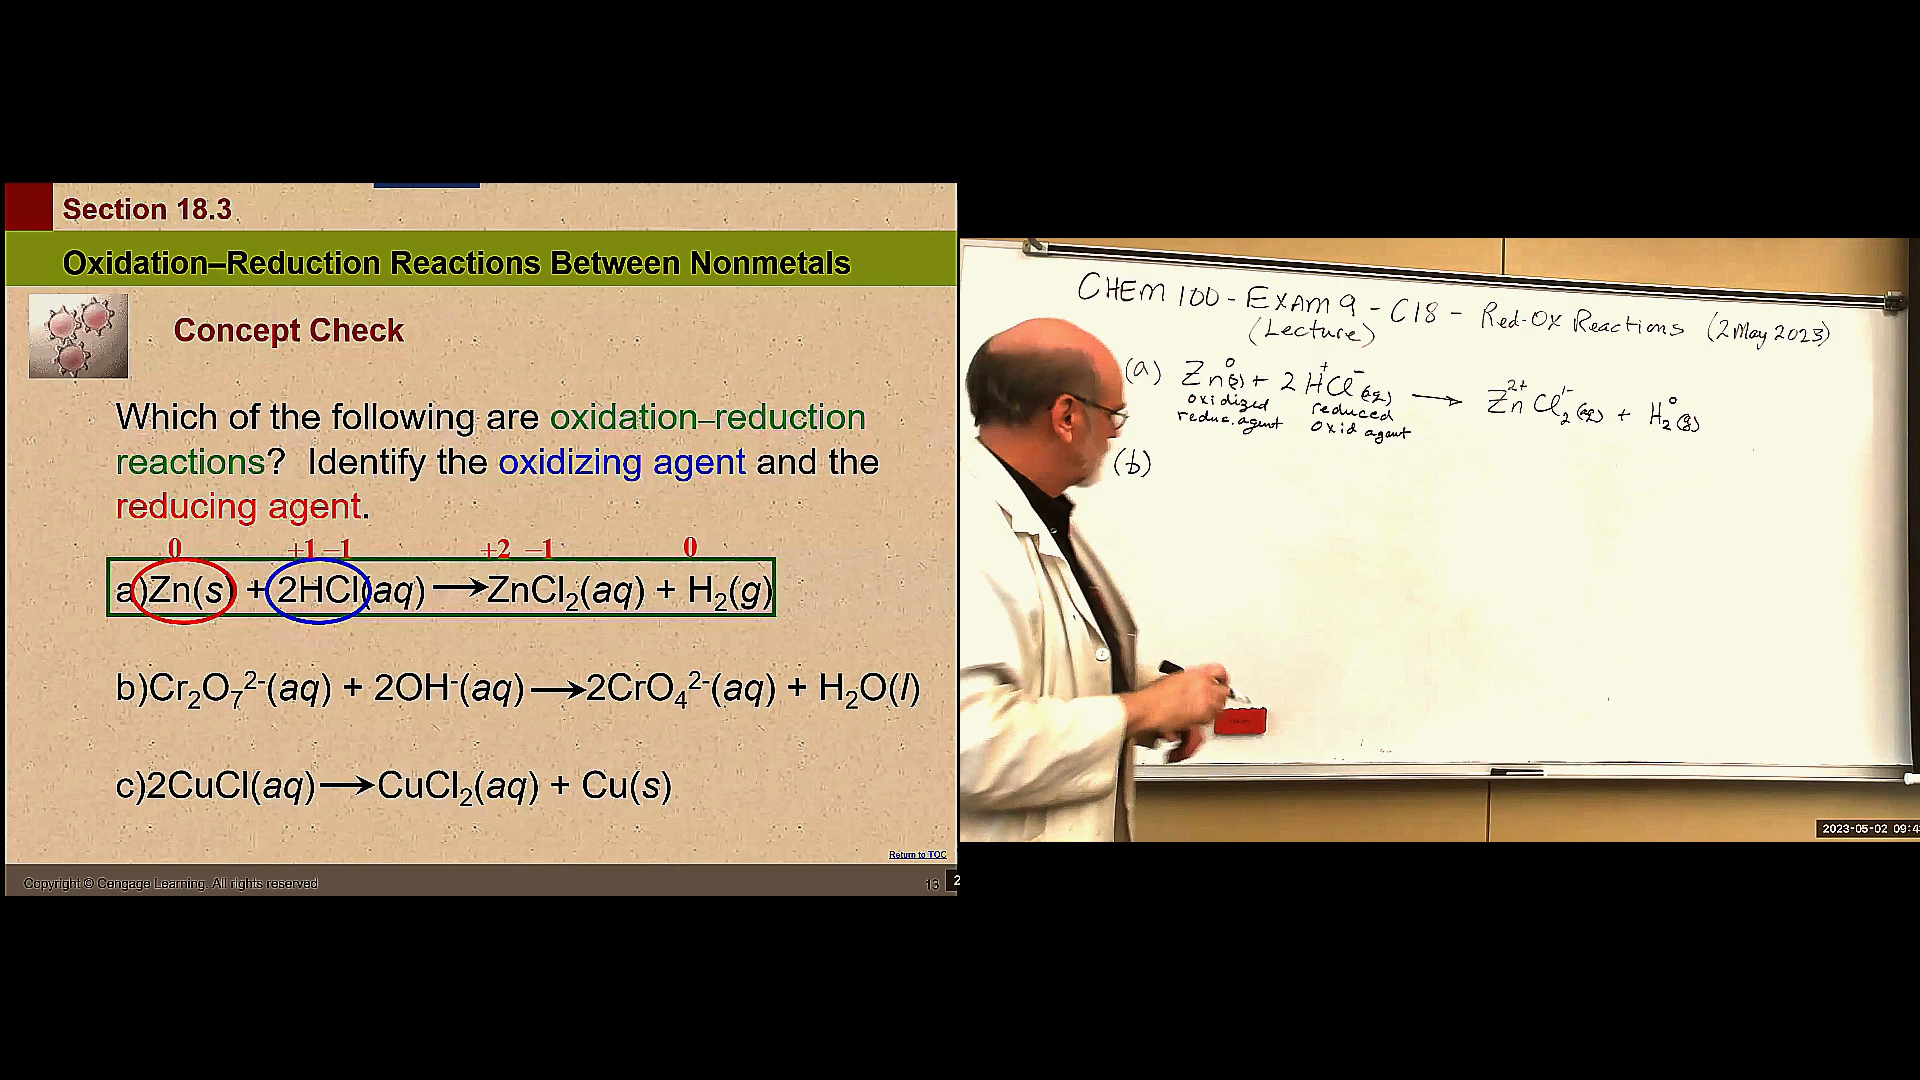 Section 18.3
Oxidation–Reduction Reactions Between Nonmetals
Concept Check
Which of the following are oxidation–reduction
reactions? Identify the oxidizing agent and the
reducing agent.
0 +1 –1 +2 –1 0
a)Zn(s) + 2HCl(aq) ⟶ ZnCl₂(aq) + H₂(g)
b)Cr₂O₇²⁻(aq) + 2OH⁻(aq) ⟶ 2CrO₄²⁻(aq) + H₂O(l)
c)2CuCl(aq) ⟶ CuCl₂(aq) + Cu(s)
Return to TOC
Copyright © Cengage Learning. All rights reserved
13
2
CHEM 100 - EXAM 9 - C18 - Red-Ox Reactions (2 May 2023)
(Lecture)
(a) Zn⁰(s) + 2 H⁺Cl⁻(aq) ⟶ Zn²⁺Cl₂¹⁻(aq) + H₂⁰(g)
oxidized reduced
reduc. agent oxid agent
(b)
2023-05-02 09:4